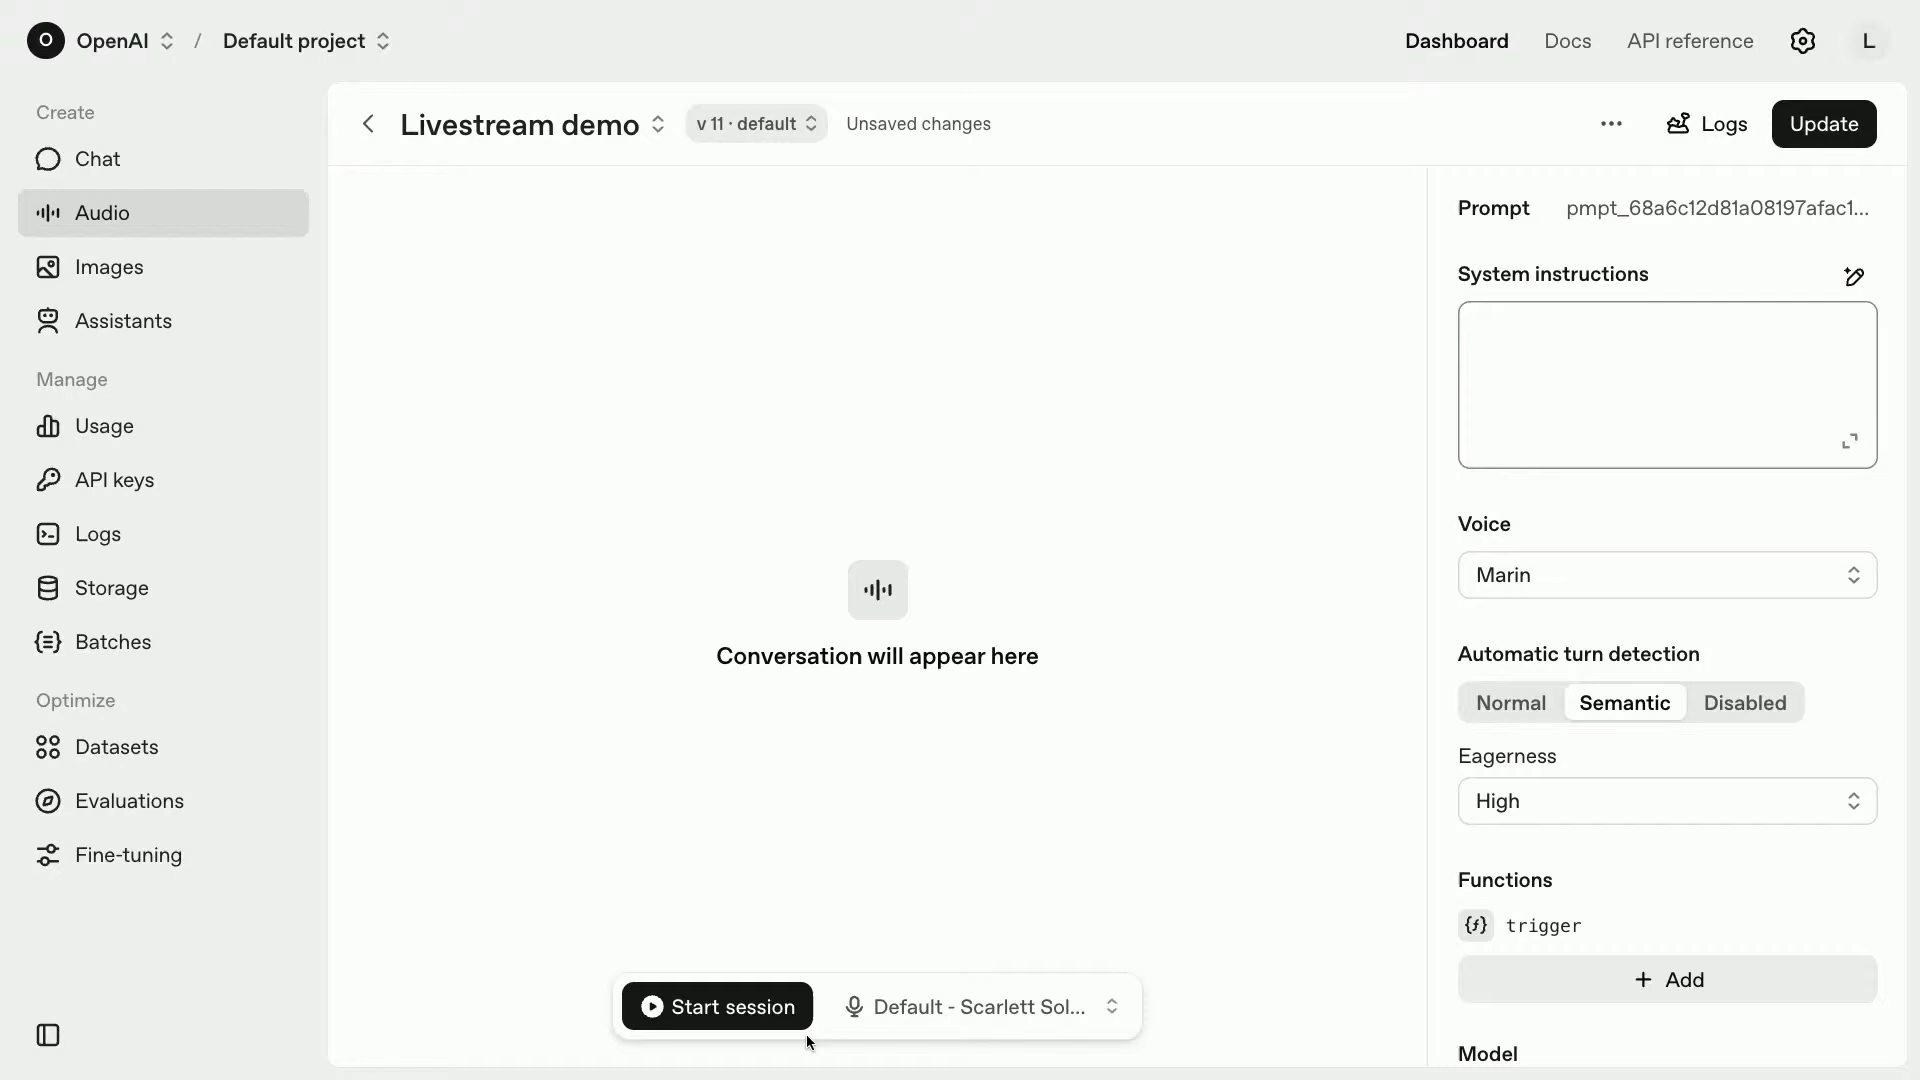 O OpenAI / Default project
Dashboard Docs API reference L
Create
Chat
Audio
Images
Assistants
Manage
Usage
API keys
Logs
Storage
Batches
Optimize
Datasets
Evaluations
Fine-tuning
Livestream demo v 11 · default Unsaved changes
··· Logs Update
Conversation will appear here
Start session Default - Scarlett Sol...
Prompt pmpt_68a6c12d81a08197afac1...
System instructions
Voice
Marin
Automatic turn detection
Normal Semantic Disabled
Eagerness
High
Functions
{ƒ} trigger
+ Add
Model